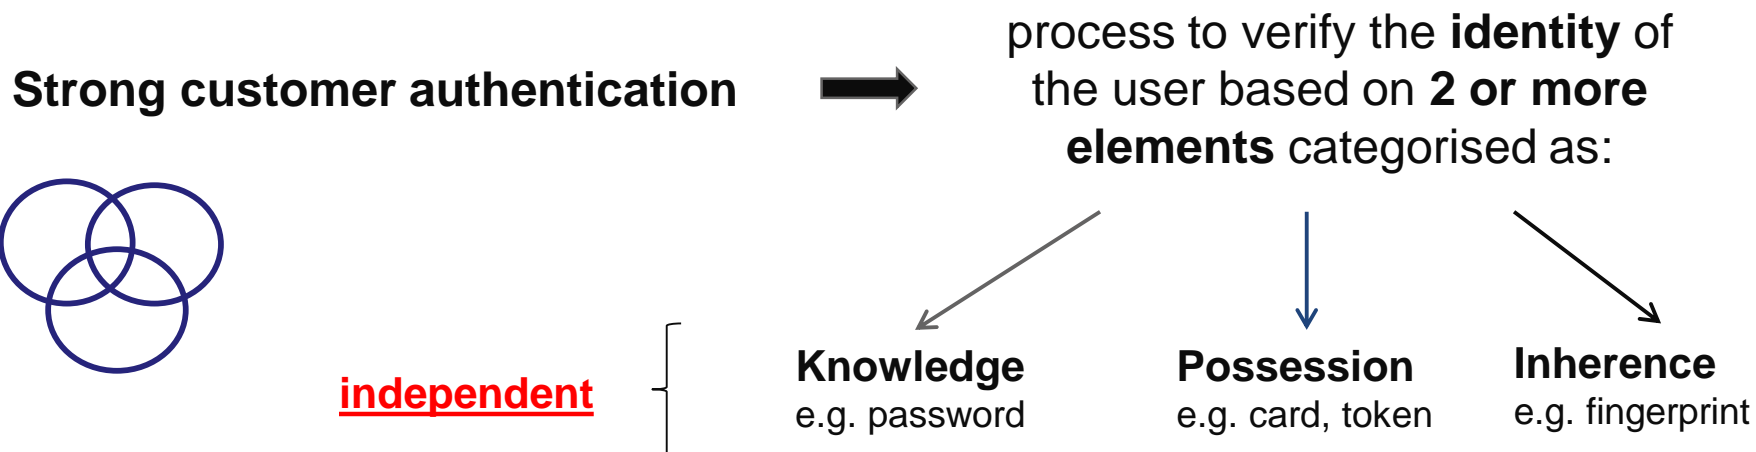 Strong customer authentication
process to verify the identity of
the user based on 2 or more
elements categorised as:
independent
Knowledge
e.g. password
Possession
e.g. card, token
Inherence
e.g. fingerprint